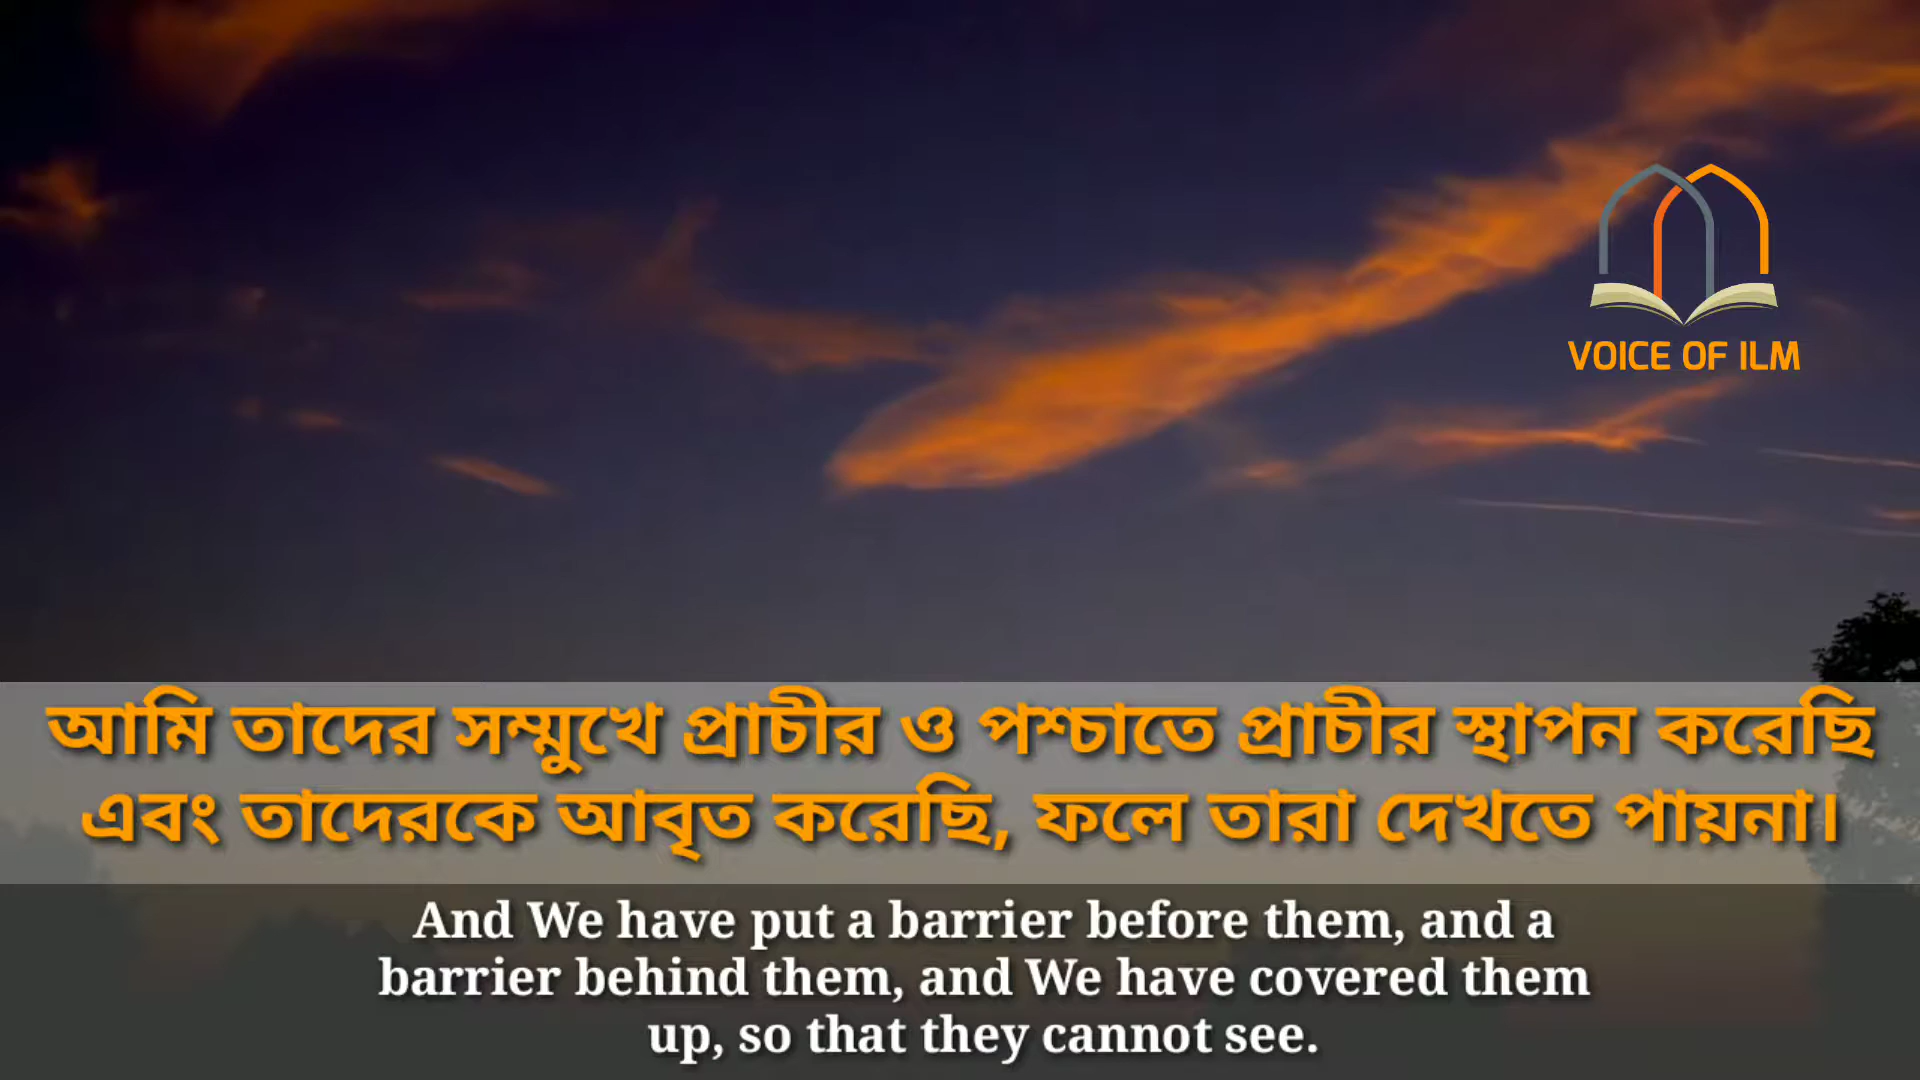 VOICE OF ILM
আমি তাদের সম্মুখে প্রাচীর ও পশ্চাতে প্রাচীর স্থাপন করেছি
এবং তাদেরকে আবৃত করেছি, ফলে তারা দেখতে পায়না।
And We have put a barrier before them, and a
barrier behind them, and We have covered them
up, so that they cannot see.